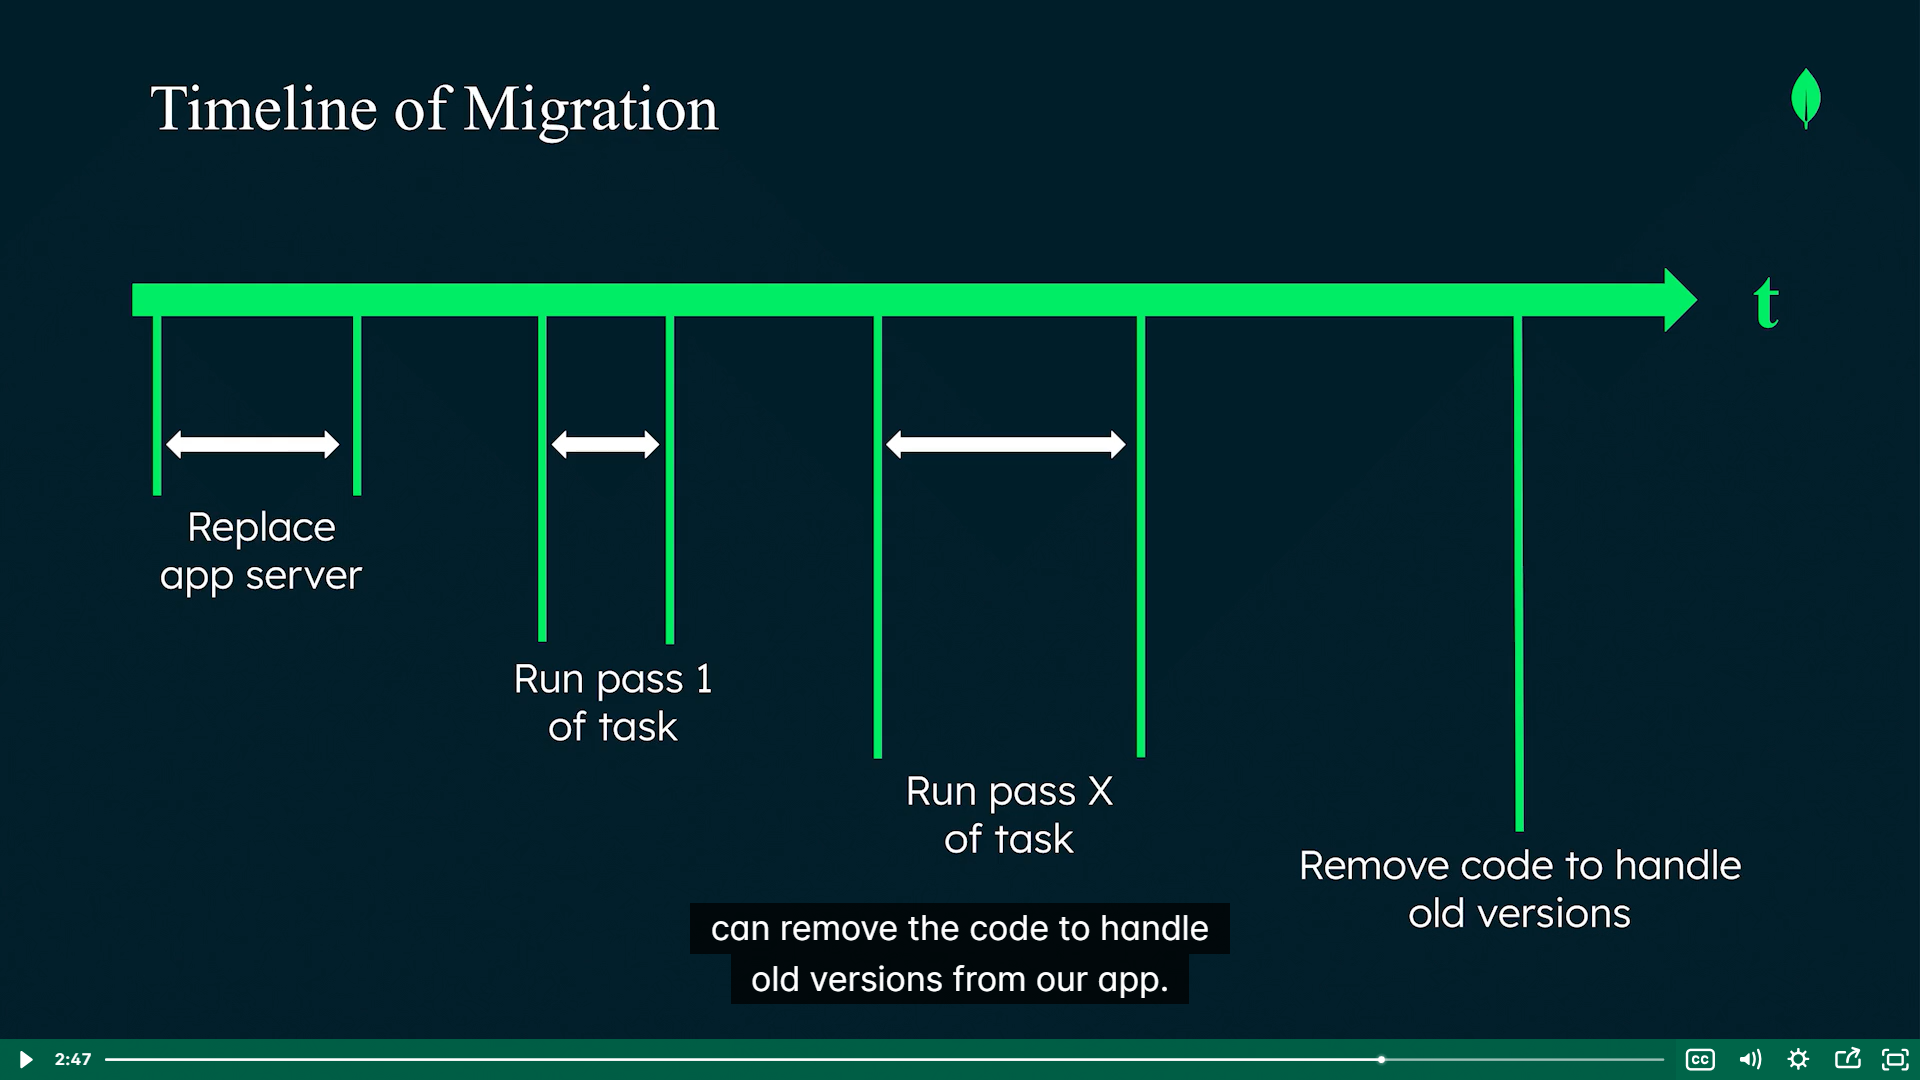 Timeline of Migration
t
Replace
app server
Run pass 1
of task
Run pass X
of task
Remove code to handle
old versions
can remove the code to handle
old versions from our app.
2:47
CC